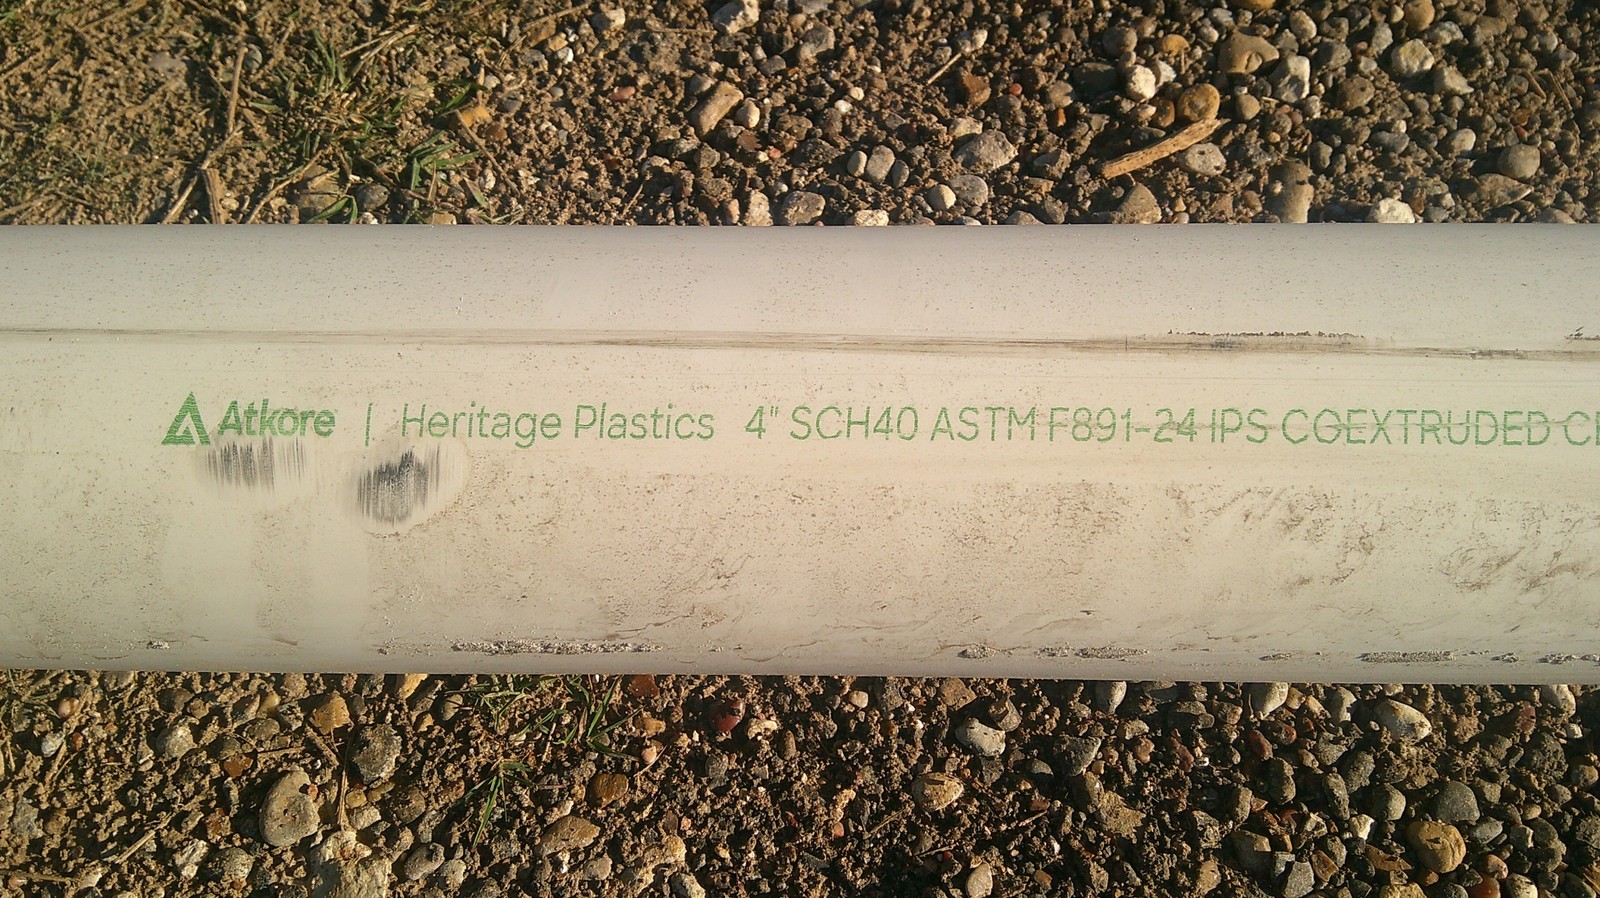 Atkore | Heritage Plastics 4" SCH40 ASTM F891-24 IPS COEXTRUDED